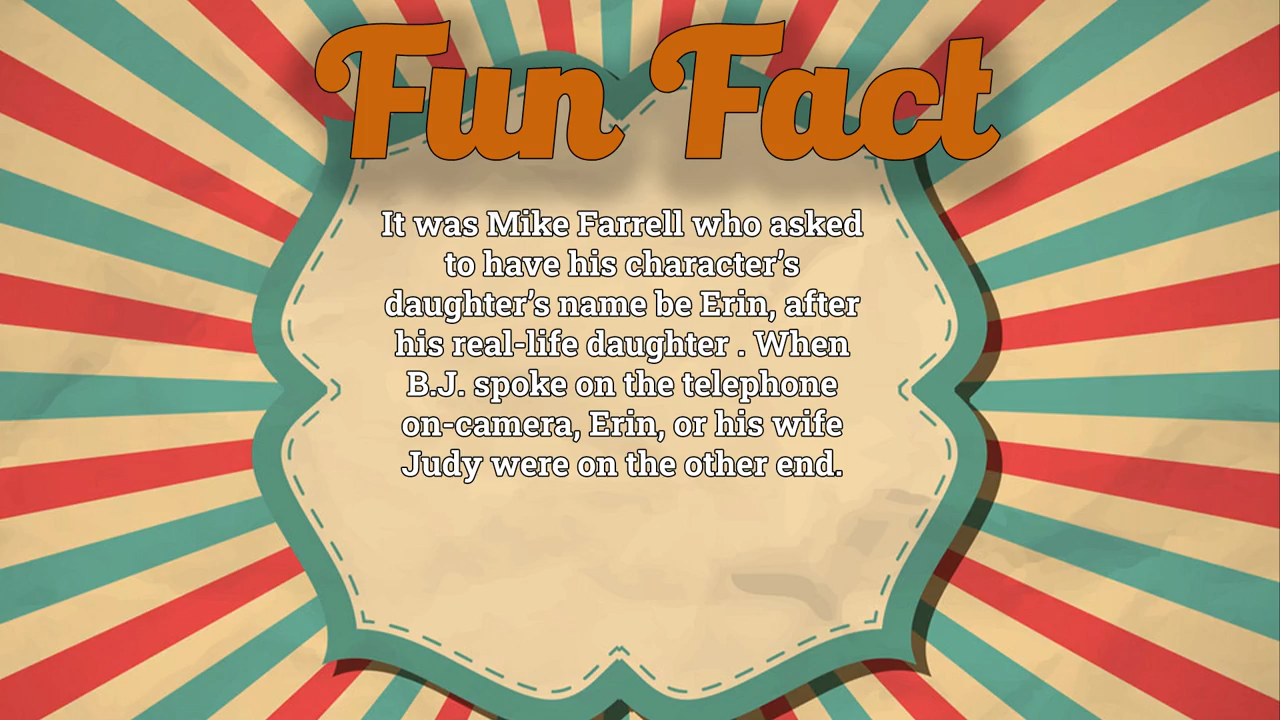 Fun Fact
It was Mike Farrell who asked
to have his character’s
daughter’s name be Erin, after
his real-life daughter . When
B.J. spoke on the telephone
on-camera, Erin, or his wife
Judy were on the other end.